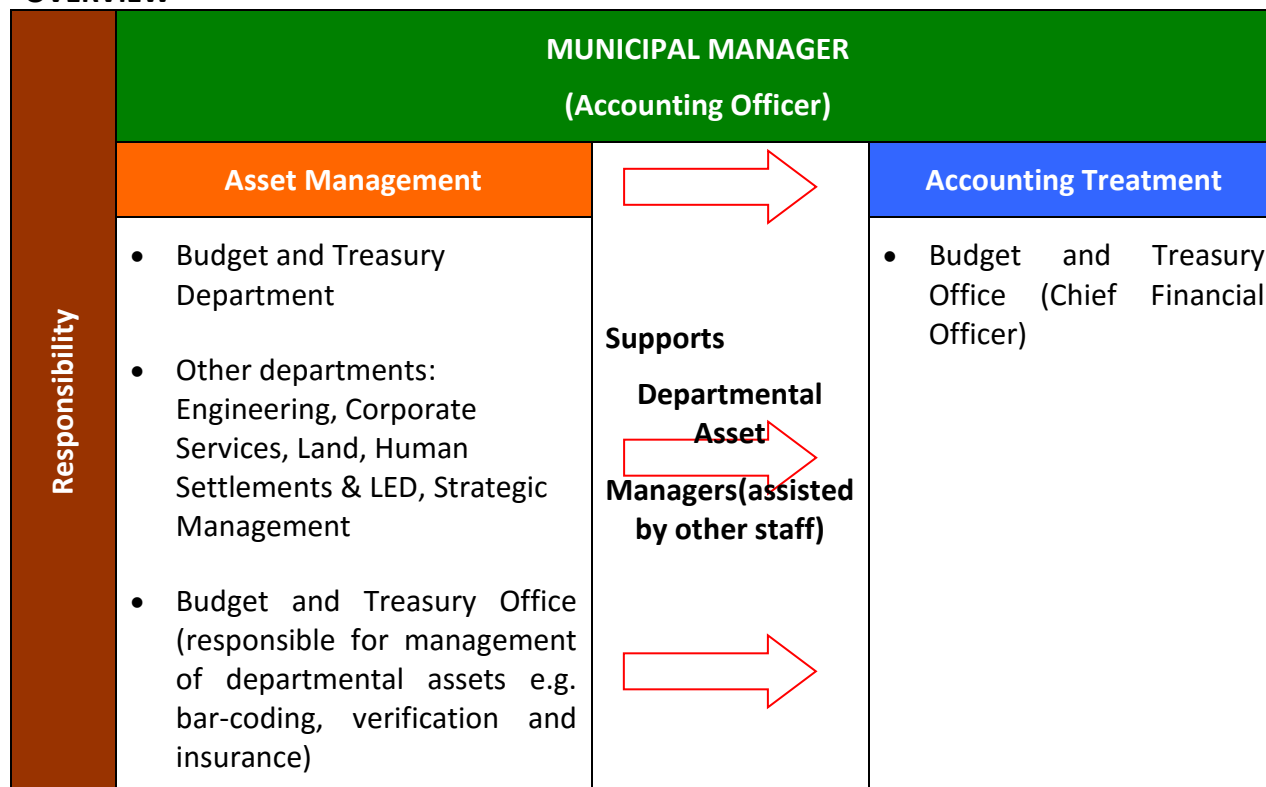 OVERVIEW
MUNICIPAL MANAGER
(Accounting Officer)
Responsibility
Asset Management
• Budget and Treasury
Department
• Other departments:
Engineering, Corporate
Services, Land, Human
Settlements & LED, Strategic
Management
• Budget and Treasury Office
(responsible for management
of departmental assets e.g.
bar-coding, verification and
insurance)
Supports
Departmental
Asset
Managers(assisted
by other staff)
Accounting Treatment
• Budget and Treasury
Office (Chief Financial
Officer)